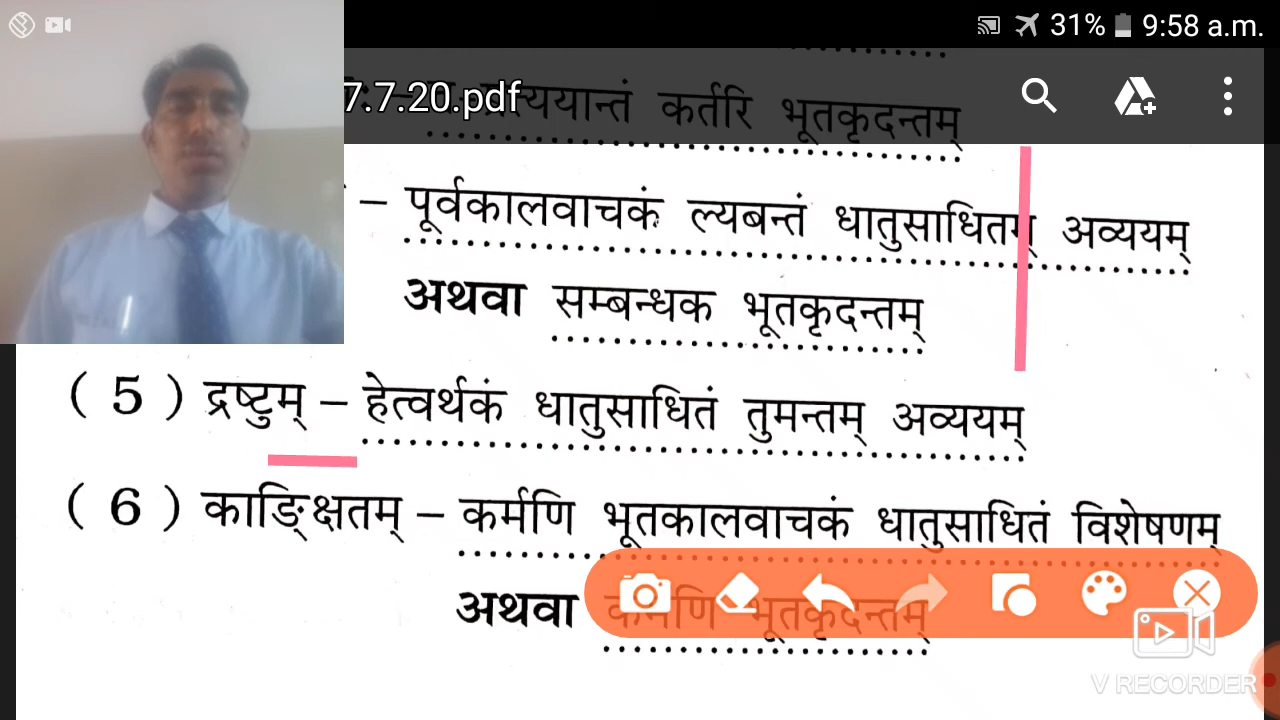 31% 9:58 a.m.
7.7.20.pdf
प्रत्ययान्तं कर्तरि भूतकृदन्तम्
– पूर्वकालवाचकं ल्यबन्तं धातुसाधितम् अव्ययम्
अथवा सम्बन्धक भूतकृदन्तम्
( 5 ) द्रष्टुम् – हेत्वर्थकं धातुसाधितं तुमन्तम् अव्ययम्
( 6 ) काङ्क्षितम् – कर्मणि भूतकालवाचकं धातुसाधितं विशेषणम्
अथवा कर्मणि भूतकृदन्तम्
V RECORDER